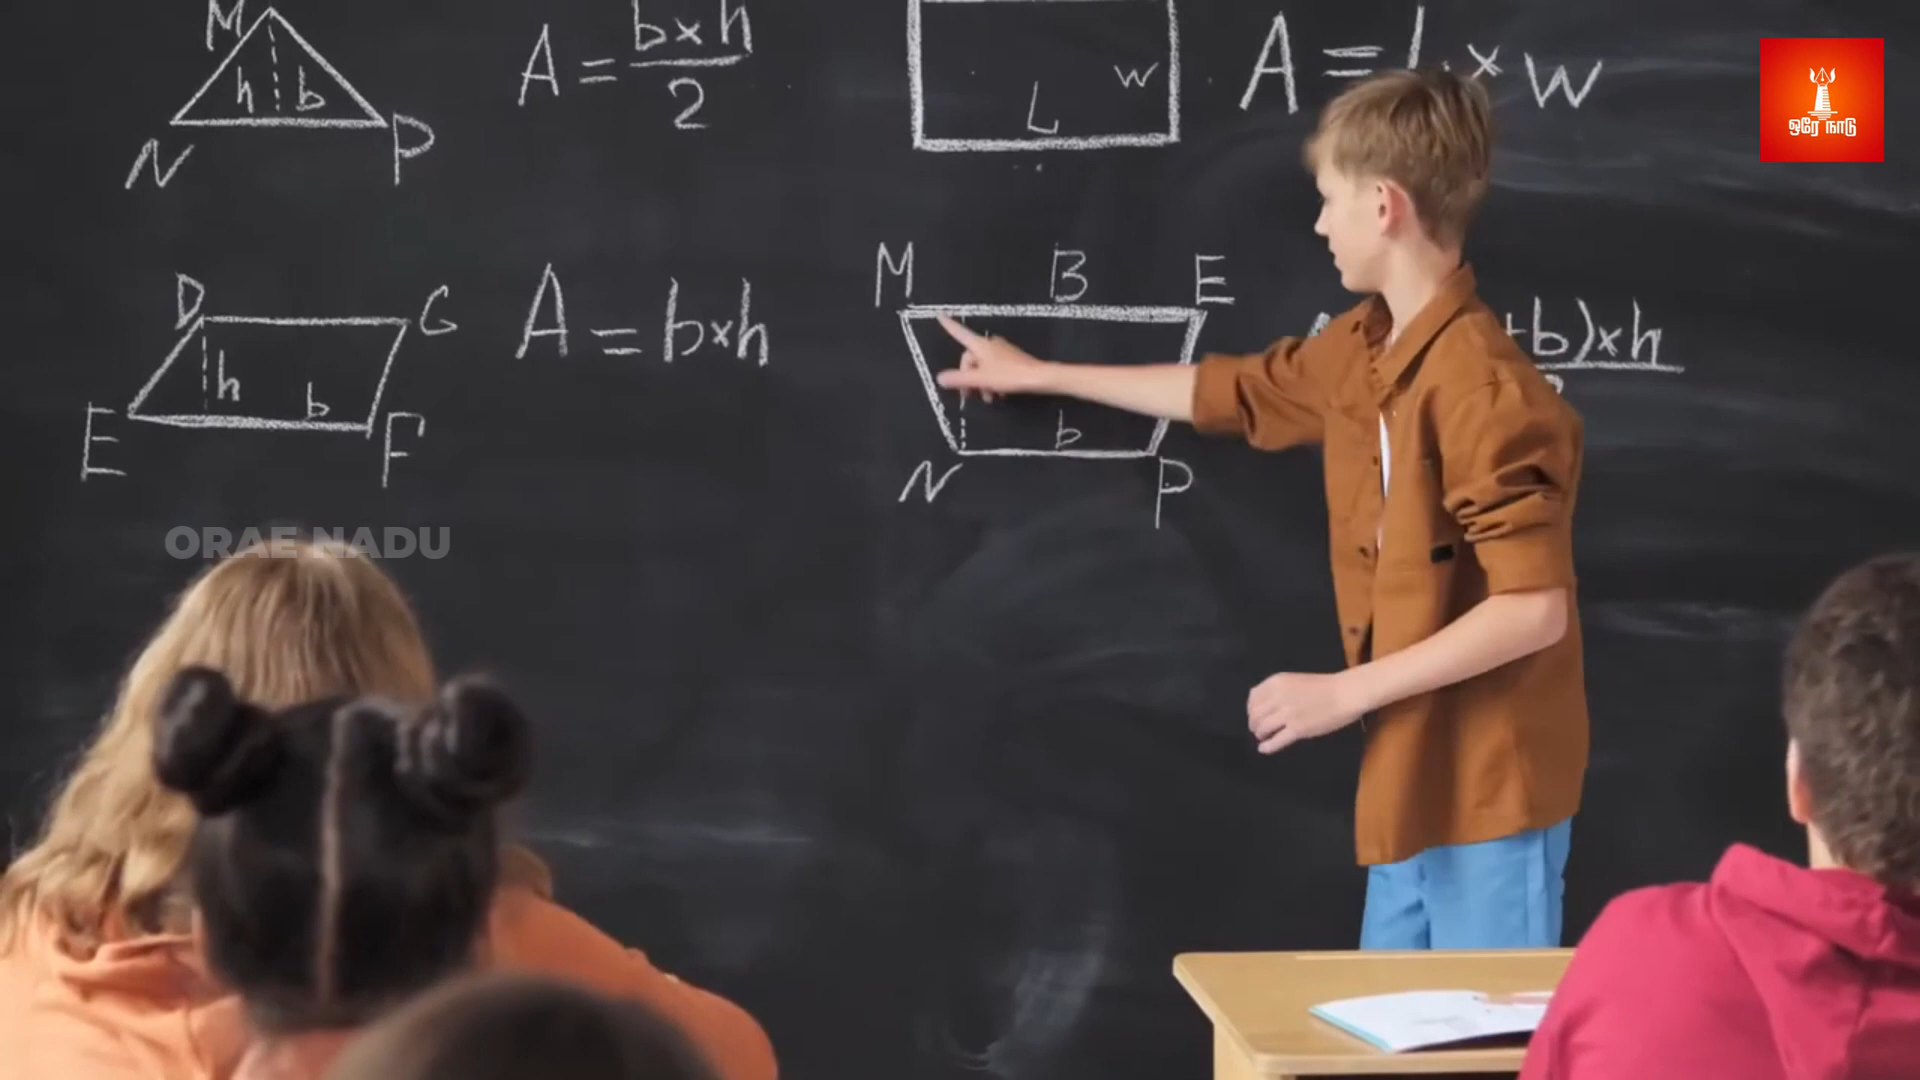 M
h b
N P
A = b×h
2
L w
A = L × w
D G
h b
E F
A = b×h
M B E
b
N P
+b)×h
ஒரே நாடு
ORAE NADU